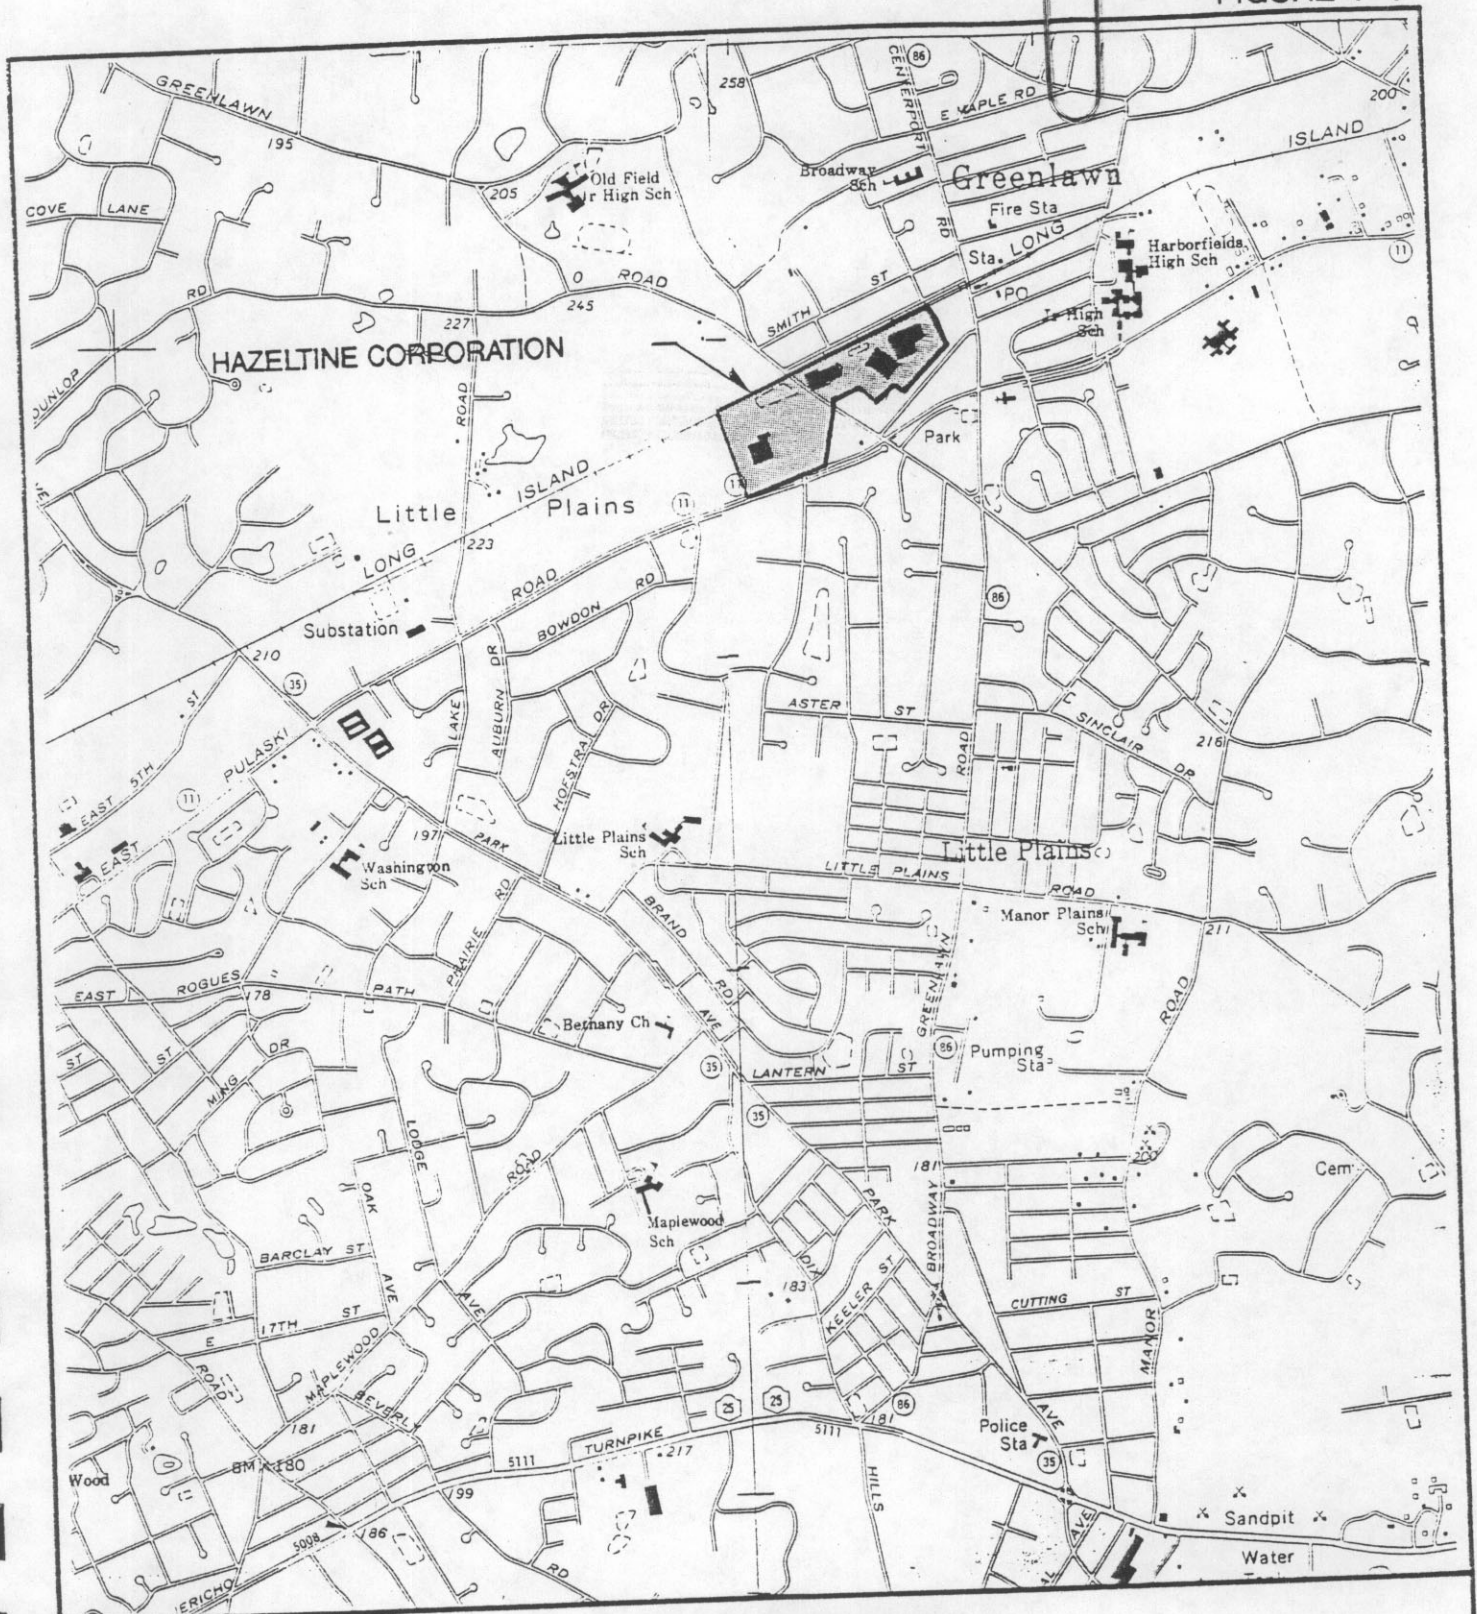 86
CENTERPORT
258
GREENLAWN
E MAPLE RD
200
195
ISLAND
Broadway
Sch
Greenlawn
Old Field
Jr High Sch
205
Fire Sta
COVE LANE
RD
LONG
Sta.
Harborfields
High Sch
11
O ROAD
ST
245
PO
RD
SMITH
Jr High
Sch
227
HAZELTINE CORPORATION
DUNLOP
ROAD
Park
ISLAND
11
Little Plains
11
223
LONG
ROAD
RD
BOWDON
86
Substation
210
DR
35
ST
LAKE
AUBURN
DR
ASTER ST
C
SINCLAIR
DR
216
PULASKI
HOFSTRA
ROAD
5TH
EAST
11
197
PARK
Little Plains
Sch
Little Plains
EAST
Washington
Sch
LITTLE PLAINS
ROAD
RD
BRAND
Manor Plains
Sch
211
PRAIRIE
GREENLAWN
EAST ROGUES PATH
178
RD
ROAD
Bethany Ch
AVE
DR
ST
ST
86
Pumping
Sta
35
LANTERN ST
MING
35
LODGE
ROAD
181
200
Cem
OAK
PARK
Maplewood
Sch
BROADWAY
BARCLAY ST
DIX
183
KEELER ST
AVE
AVE
CUTTING ST
17TH ST
E
MANOR
MAPLEWOOD
ROAD
BEVERLY
25
25
86
181
AVE
181
5111
Police
Sta
TURNPIKE
217
35
BM X 180
5111
Wood
199
HILLS
Sandpit
AVE
186
5008
Water
RD
JERICHO